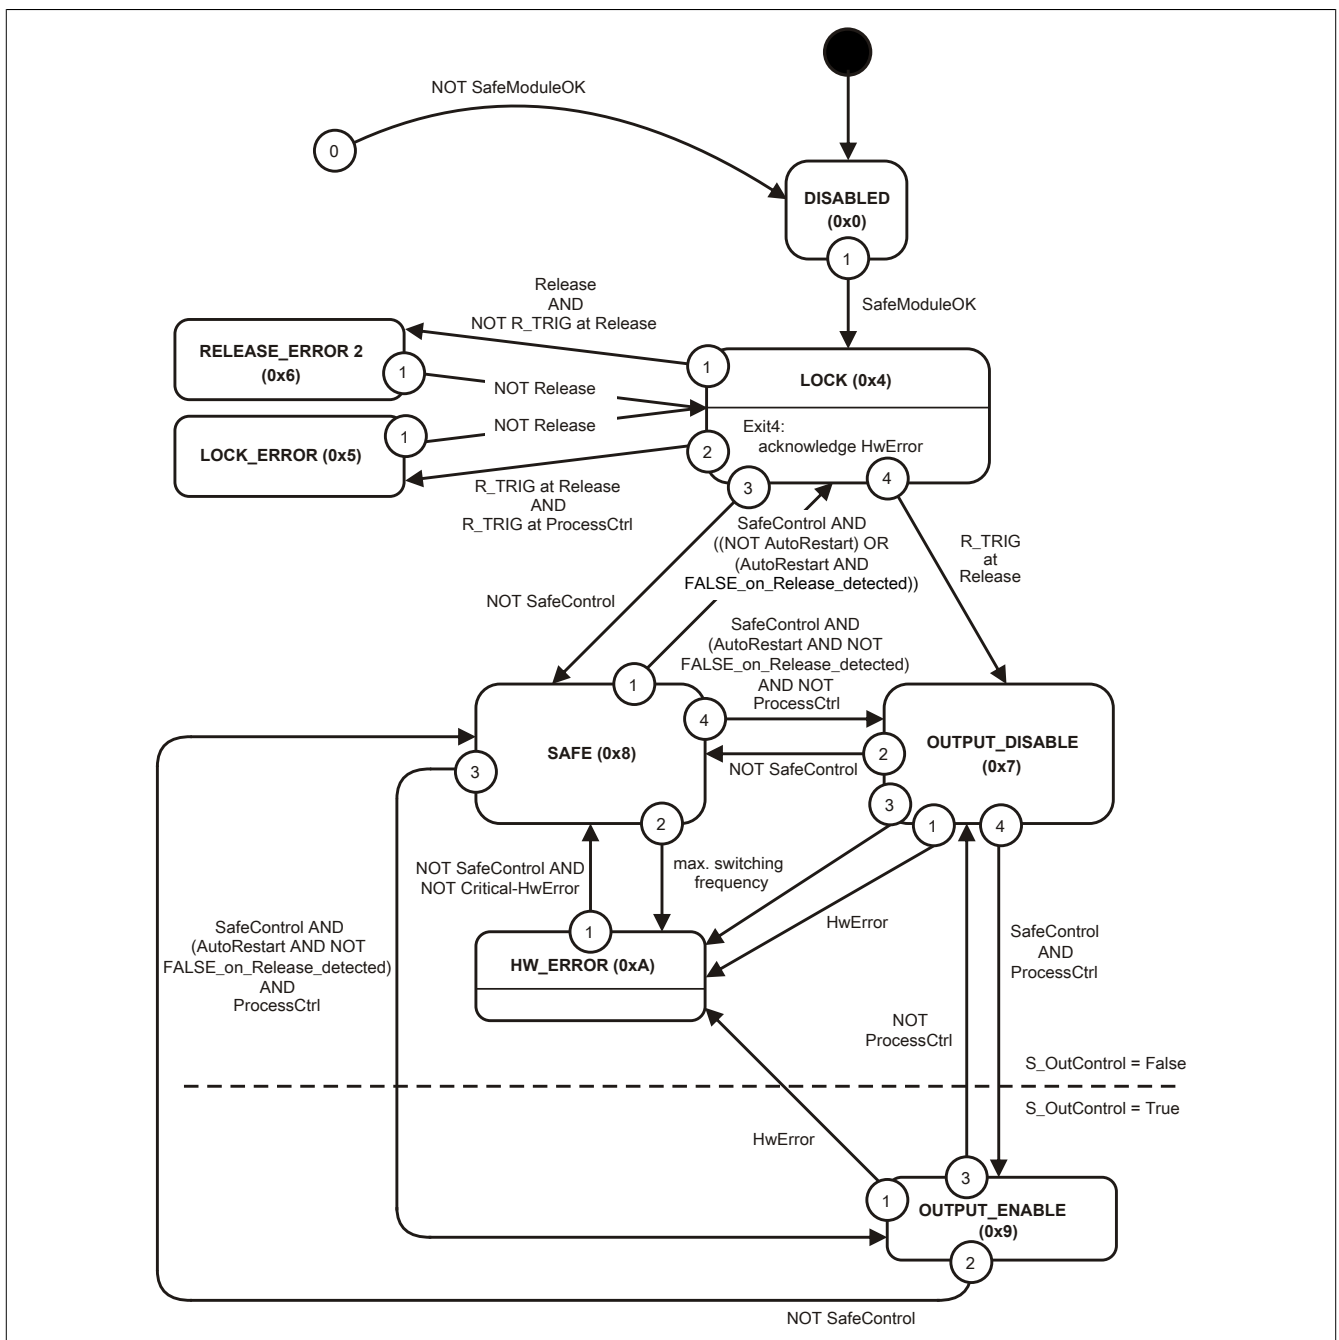 NOT SafeModuleOK
0
DISABLED
(0x0)
1
SafeModuleOK
Release
AND
NOT R_TRIG at Release
RELEASE_ERROR 2
(0x6)
1
NOT Release
1
LOCK (0x4)
LOCK_ERROR (0x5)
1
NOT Release
Exit4:
acknowledge HwError
2
3
4
R_TRIG at Release
AND
R_TRIG at ProcessCtrl
SafeControl AND
((NOT AutoRestart) OR
(AutoRestart AND
FALSE_on_Release_detected))
R_TRIG
at
Release
NOT SafeControl
SafeControl AND
(AutoRestart AND NOT
FALSE_on_Release_detected)
AND NOT
ProcessCtrl
1
4
SAFE (0x8)
3
2
OUTPUT_DISABLE
(0x7)
2
NOT SafeControl
3
1
4
NOT SafeControl AND
NOT Critical-HwError
max. switching
frequency
HwError
1
HW_ERROR (0xA)
SafeControl AND
(AutoRestart AND NOT
FALSE_on_Release_detected)
AND
ProcessCtrl
SafeControl
AND
ProcessCtrl
NOT
ProcessCtrl
S_OutControl = False
S_OutControl = True
HwError
3
1
OUTPUT_ENABLE
(0x9)
2
NOT SafeControl